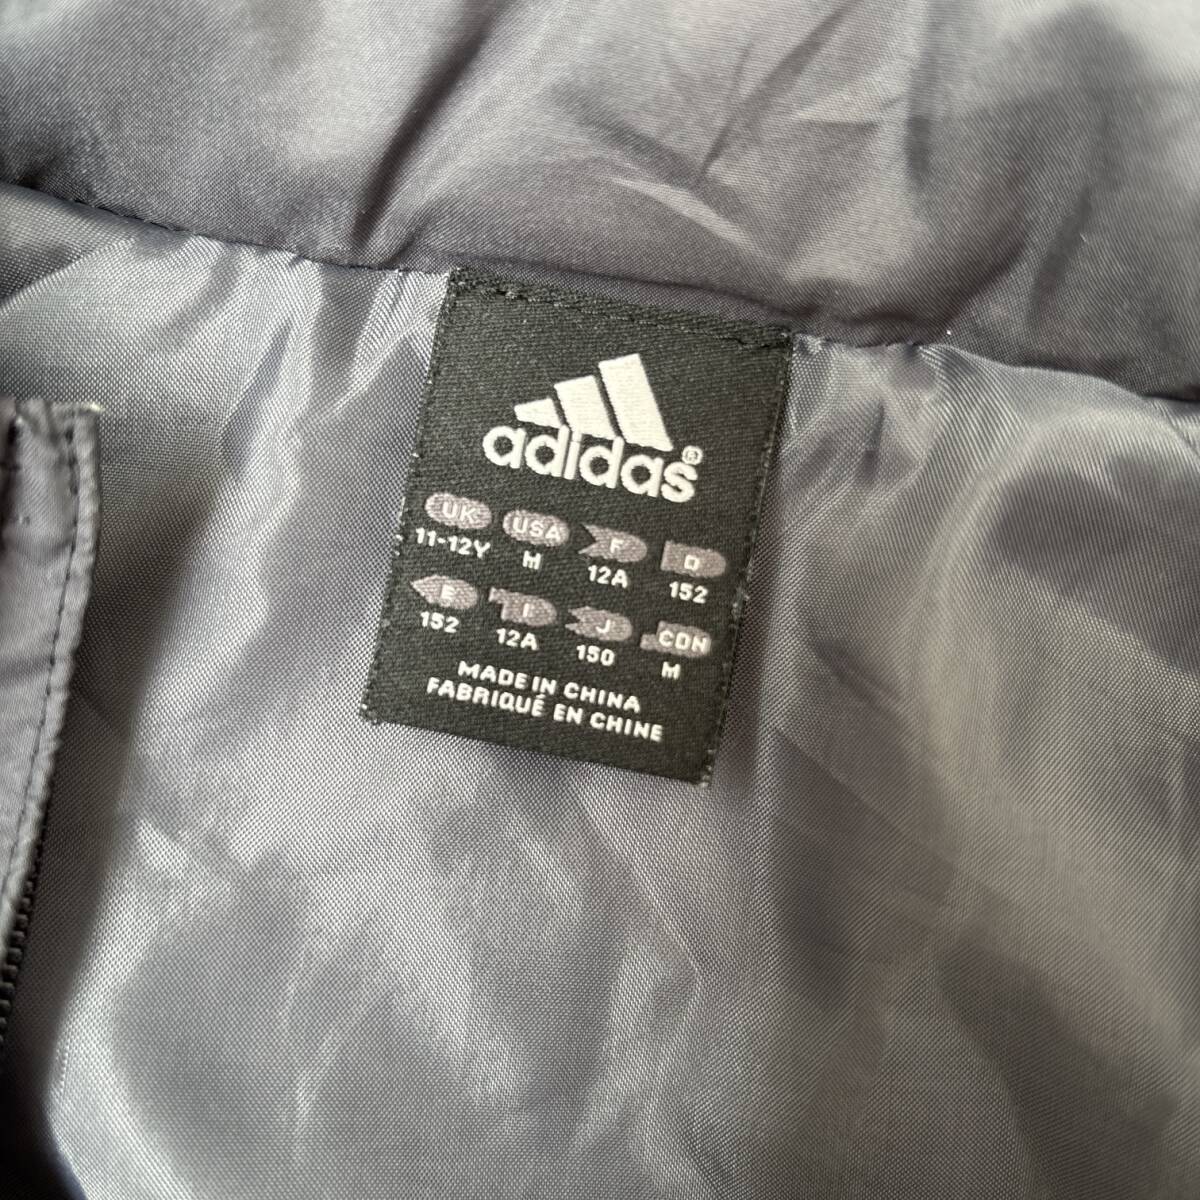 adidas®
UK USA F D
11-12Y M 12A 152
E I J CDN
152 12A 150 M
MADE IN CHINA
FABRIQUÉ EN CHINE